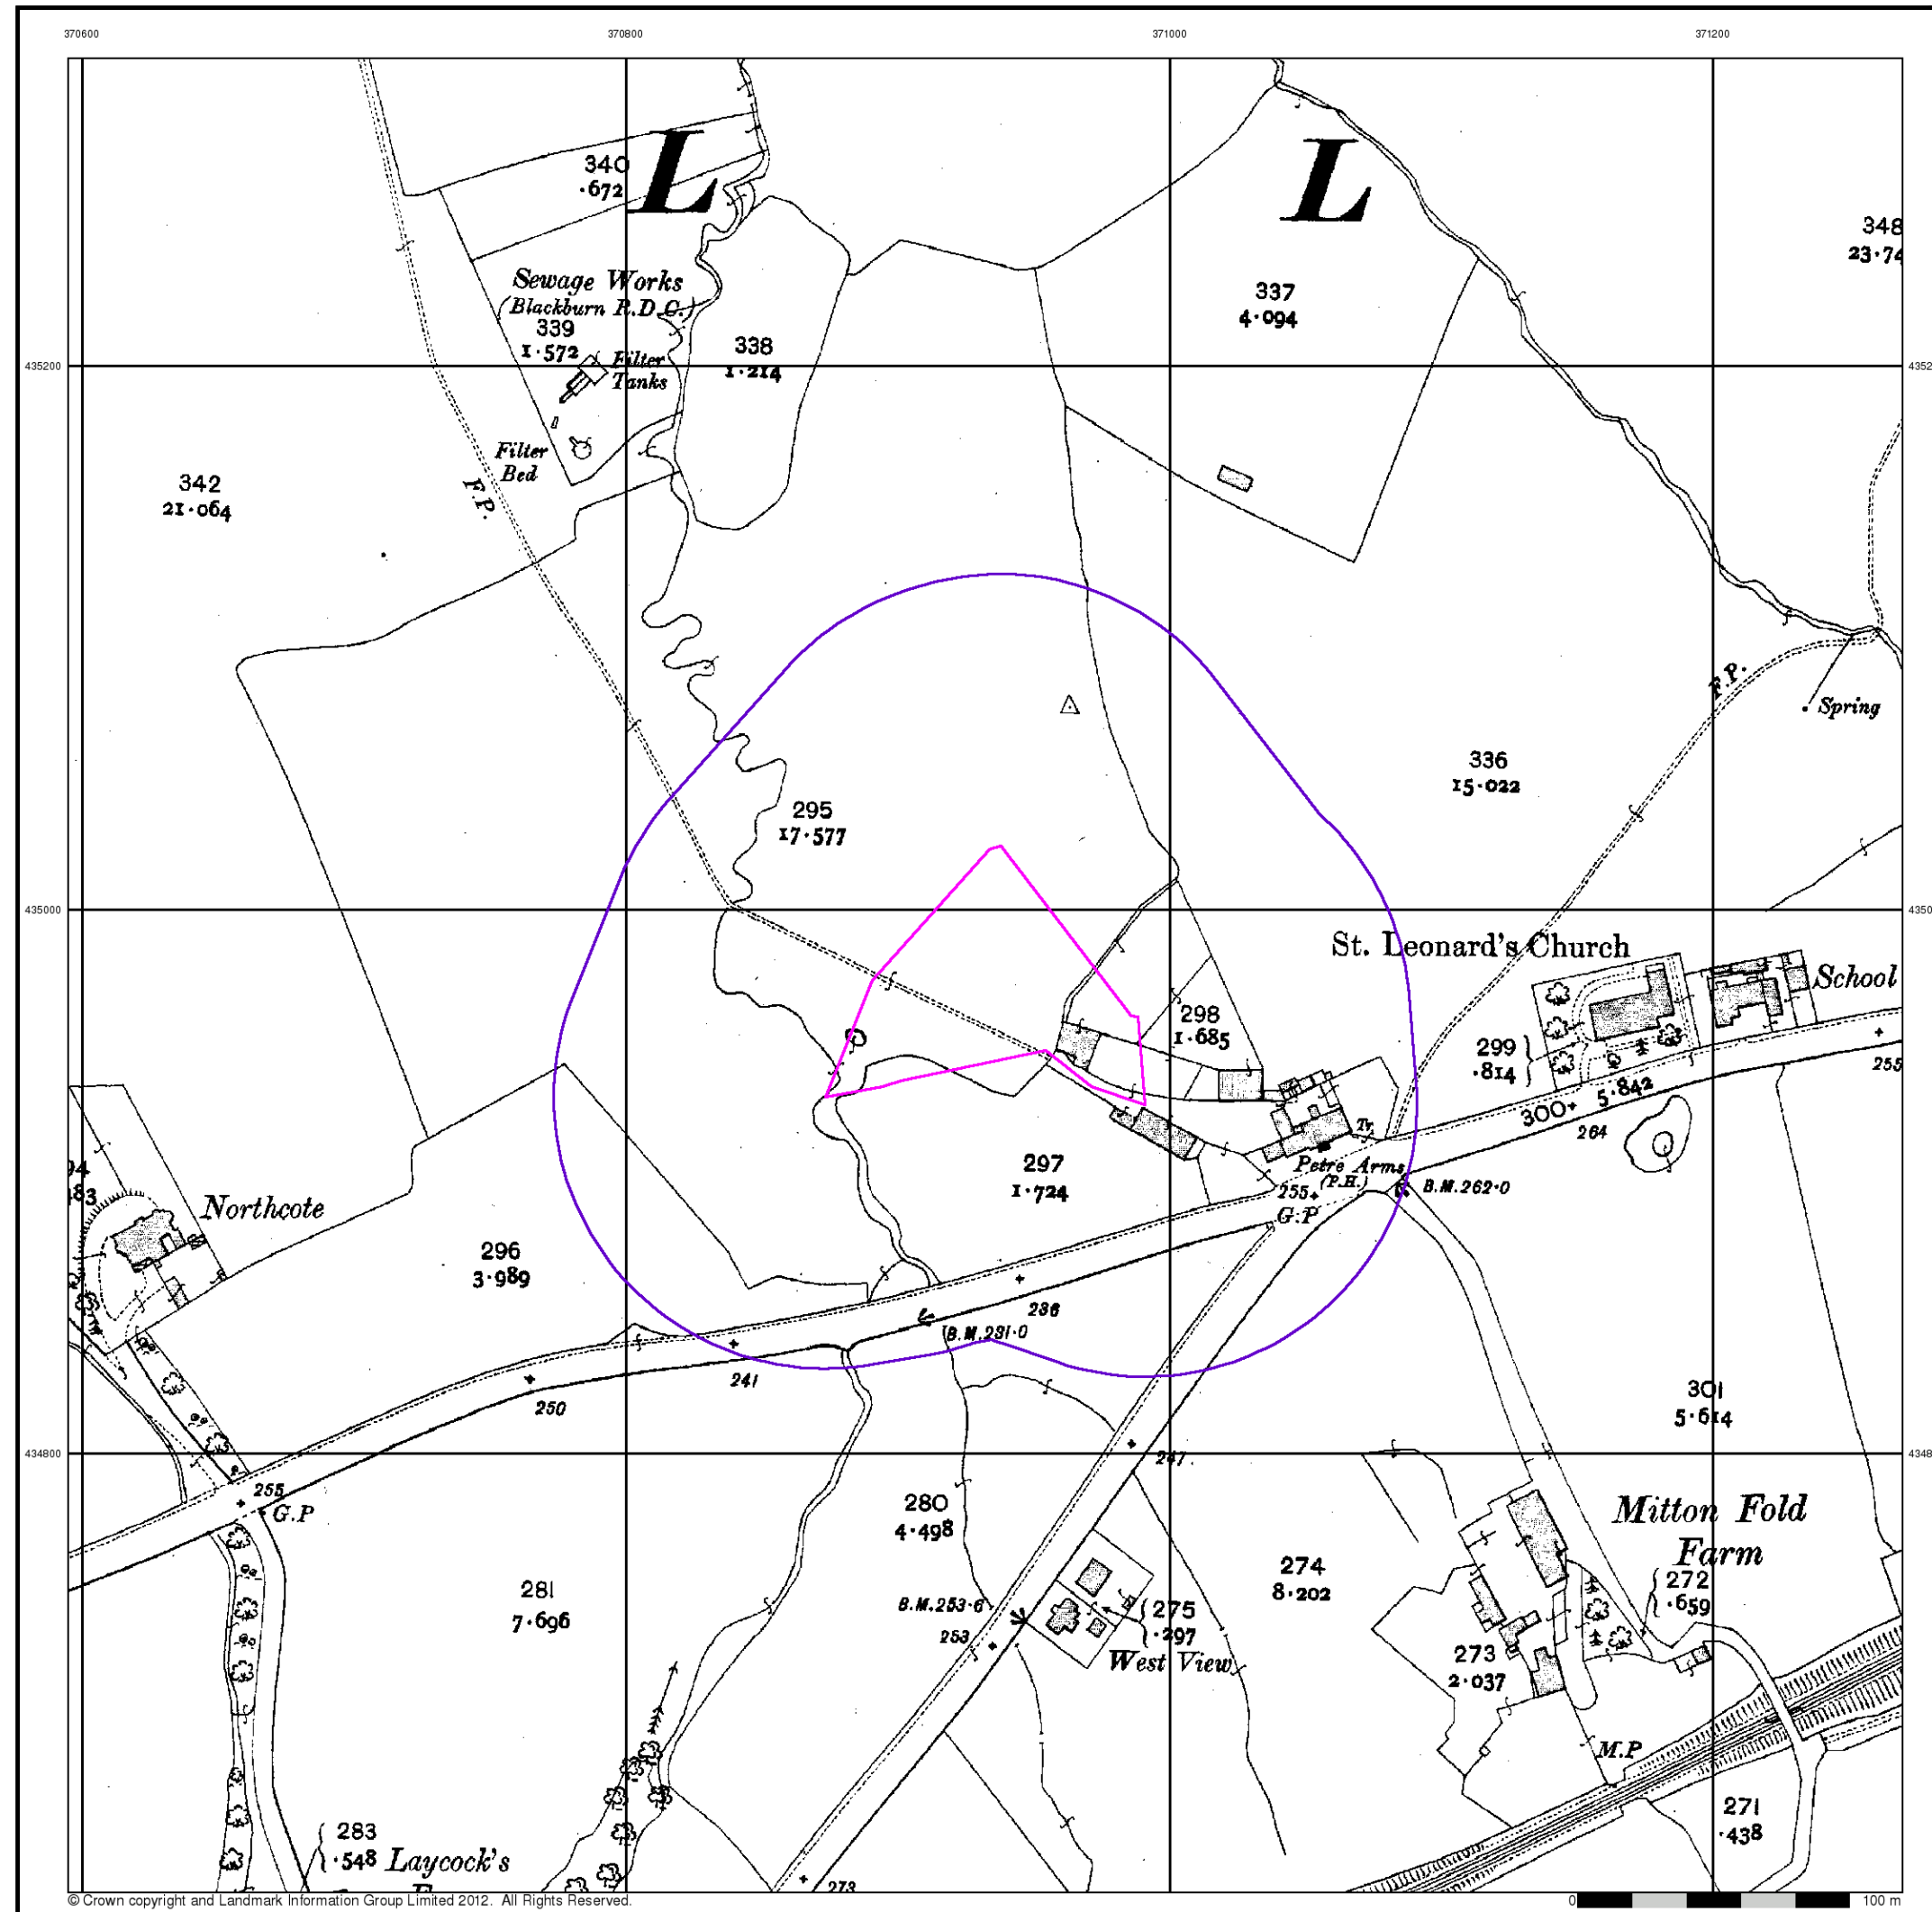 370600
370800
371000
371200
L
L
340
.672
348
23.74
Sewage Works
(Blackburn R.D.C.)
339
1.572
Filter
Tanks
338
1.214
337
4.094
435200
4352
Filter
Bed
F.P.
342
21.064
F.P.
Spring
336
15.022
295
17.577
435000
4350
St. Leonard's Church
School
298
1.685
299
.814
300
5.842
264
255
Tr.
Petre Arms
(P.H.)
255
G.P
B.M.262.0
297
1.724
94
483
Northcote
296
3.989
236
B.M.231.0
241
250
301
5.614
434800
4348
247
255
G.P
280
4.498
Mitton Fold
Farm
281
7.696
274
8.202
272
.659
B.M.253.6
275
.297
253
West View
273
2.037
M.P
271
.438
283
.548
Laycock's
273
© Crown copyright and Landmark Information Group Limited 2012. All Rights Reserved.
0
100 m